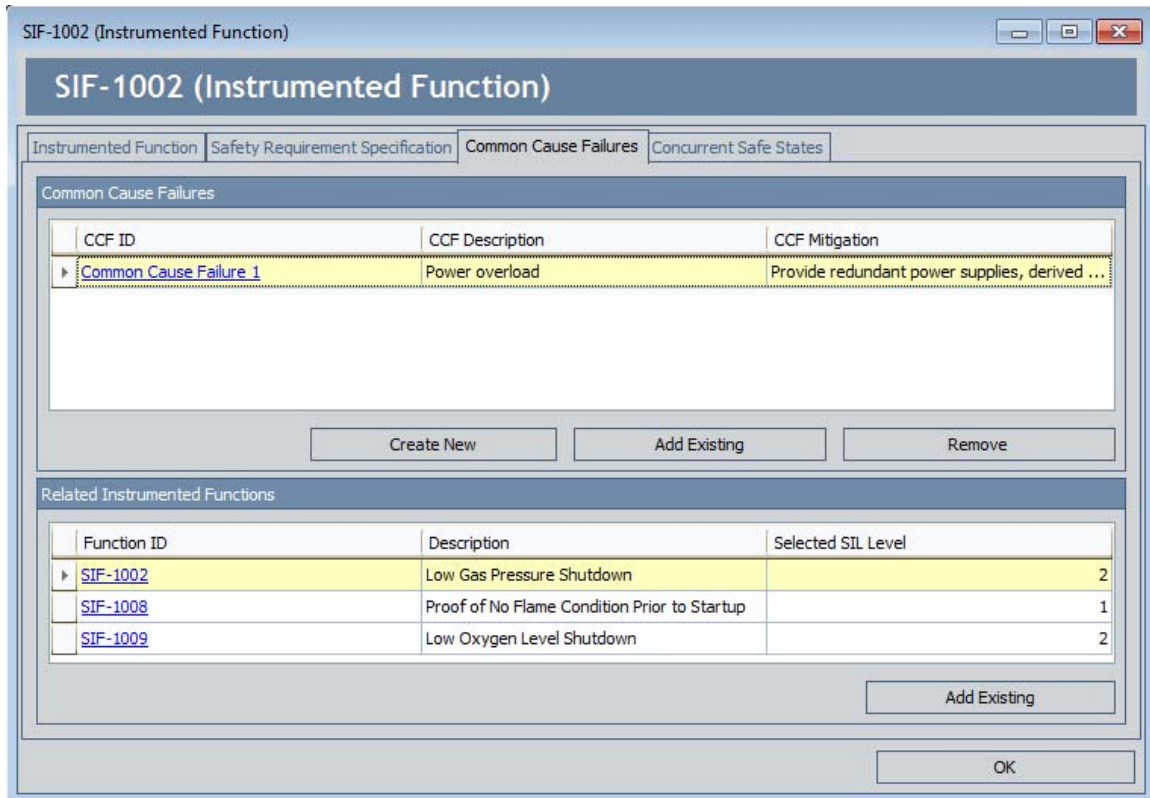 SIF-1002 (Instrumented Function)
SIF-1002 (Instrumented Function)
Instrumented Function Safety Requirement Specification Common Cause Failures Concurrent Safe States
Common Cause Failures
CCF ID CCF Description CCF Mitigation
Common Cause Failure 1 Power overload Provide redundant power supplies, derived ...
Create New Add Existing Remove
Related Instrumented Functions
Function ID Description Selected SIL Level
SIF-1002 Low Gas Pressure Shutdown 2
SIF-1008 Proof of No Flame Condition Prior to Startup 1
SIF-1009 Low Oxygen Level Shutdown 2
Add Existing
OK